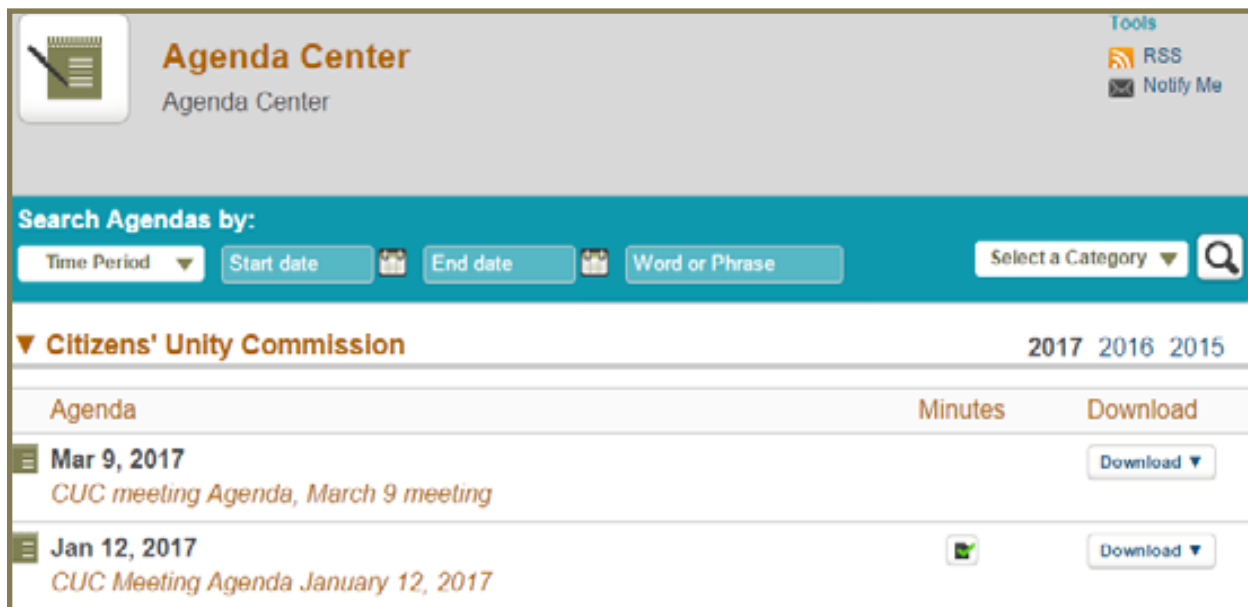 Tools
Agenda Center
RSS
Agenda Center
Notify Me
Search Agendas by:
Time Period ▼ Start date End date Word or Phrase Select a Category ▼
▼ Citizens' Unity Commission 2017 2016 2015
Agenda Minutes Download
Mar 9, 2017 Download ▼
CUC meeting Agenda, March 9 meeting
Jan 12, 2017 Download ▼
CUC Meeting Agenda January 12, 2017